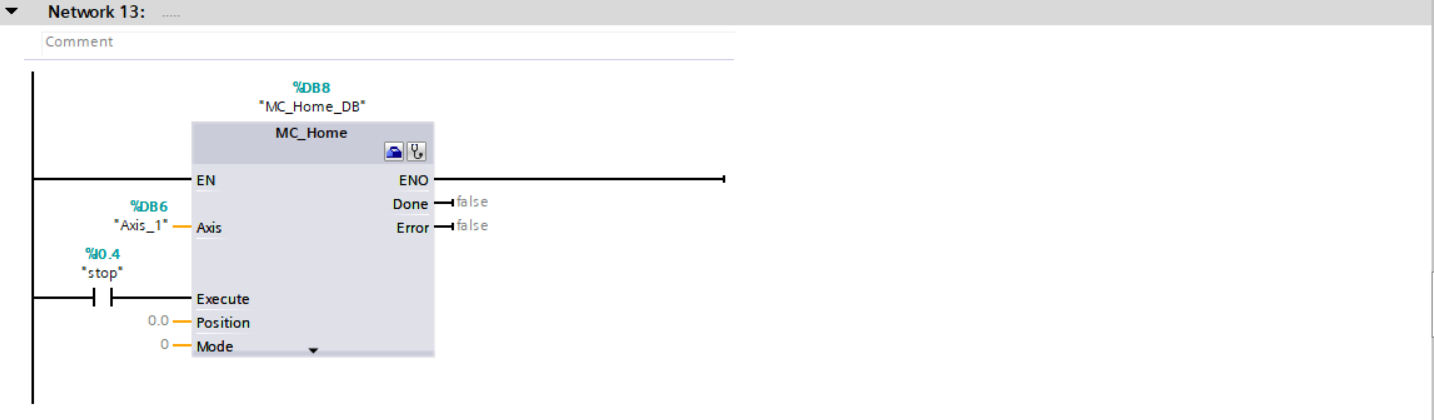 Network 13: .....
Comment
%DB8
"MC_Home_DB"
MC_Home
EN
ENO
Done
false
%DB6
"Axis_1"
Axis
Error
false
%I0.4
"stop"
Execute
0.0
Position
0
Mode